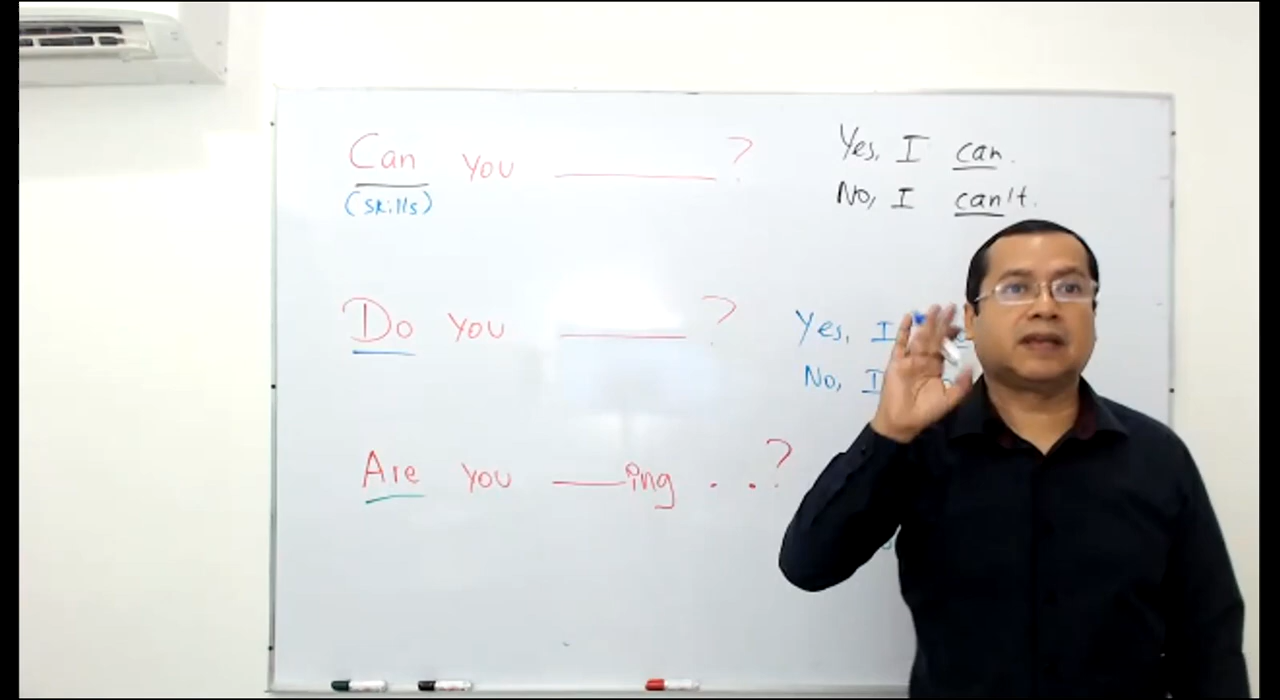 Can you ______?
(skills)
Yes, I can.
No, I can't.
Do you ______?
Yes, I
No, I
Are you ____ing . . ?